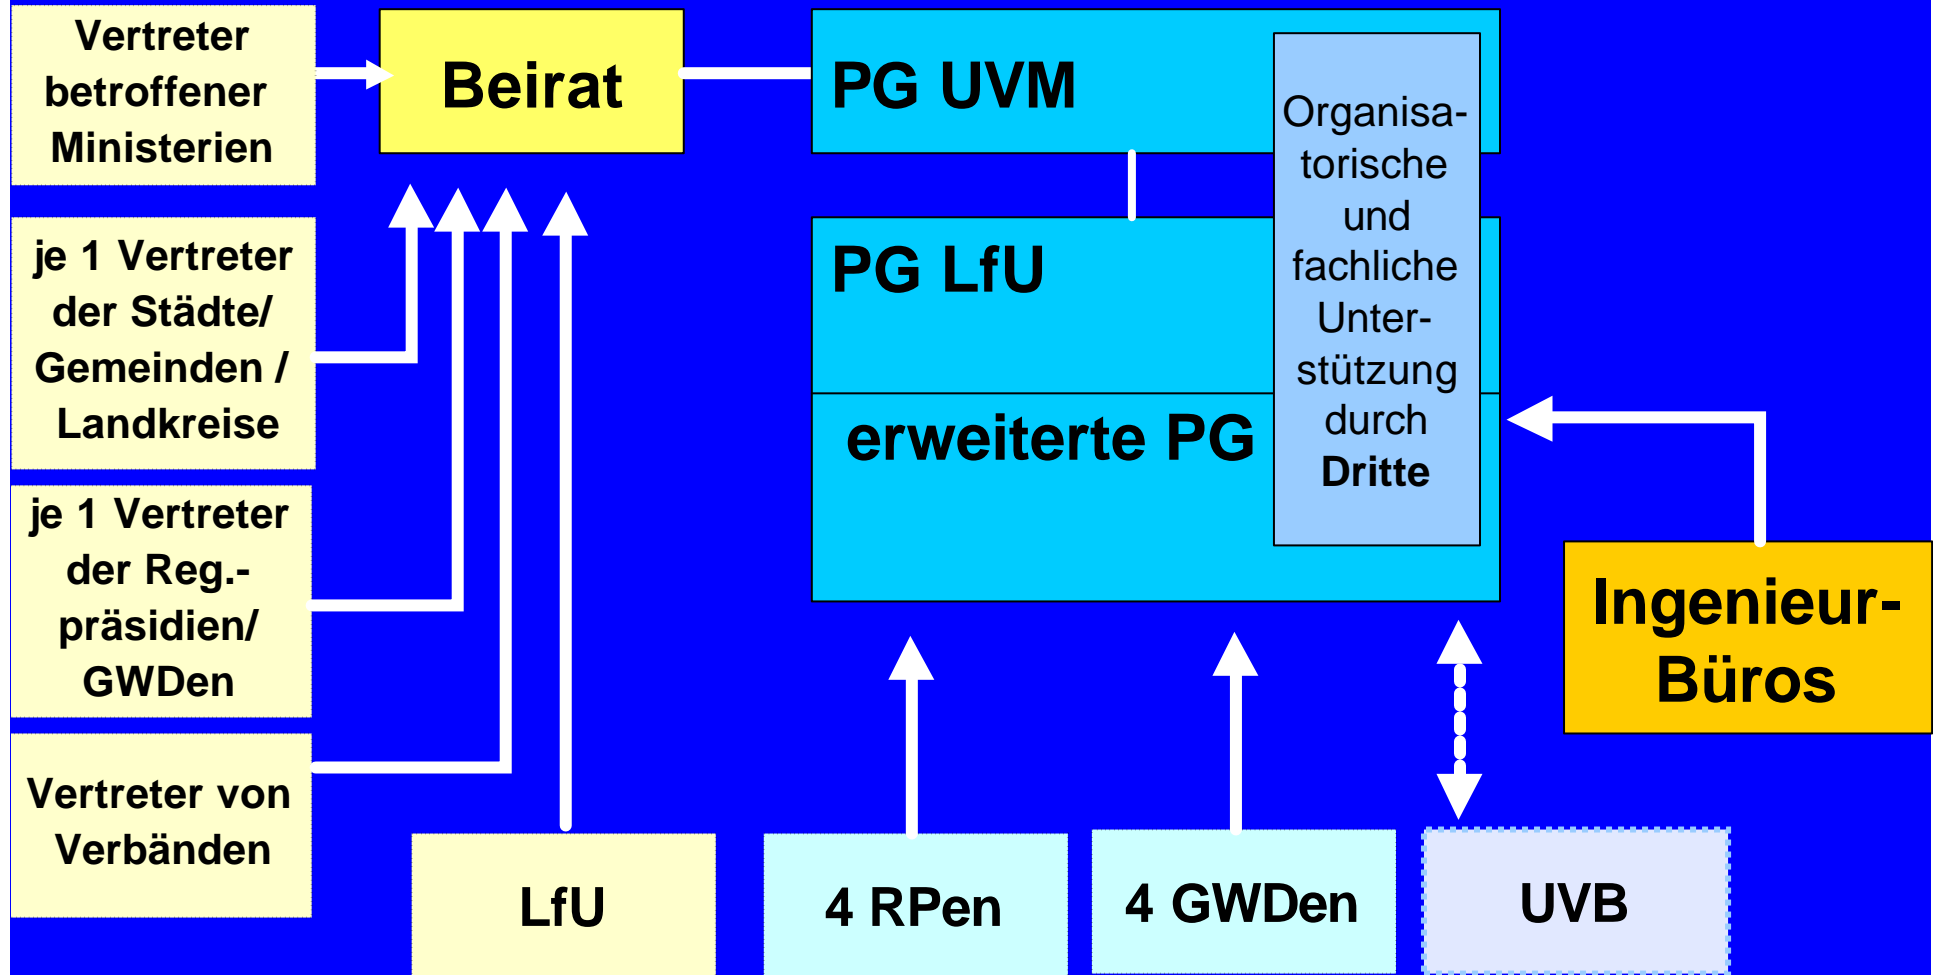 Vertreter
betroffener
Ministerien
Beirat
PG UVM
Organisa-
torische
und
fachliche
Unter-
stützung
durch
Dritte
je 1 Vertreter
der Städte/
Gemeinden /
Landkreise
PG LfU
erweiterte PG
je 1 Vertreter
der Reg.-
präsidien/
GWDen
Ingenieur-
Büros
Vertreter von
Verbänden
LfU
4 RPen
4 GWDen
UVB